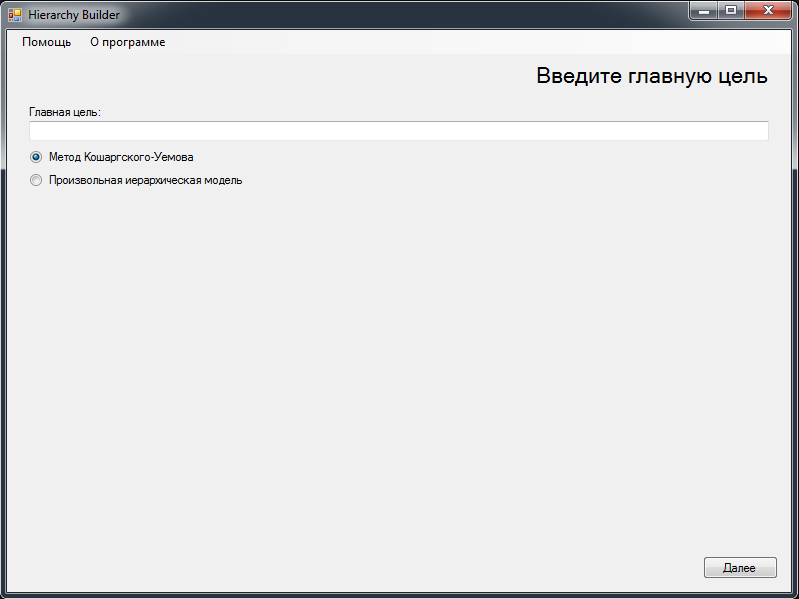 Hierarchy Builder
Помощь О программе
Введите главную цель
Главная цель:
Метод Кошаргского-Уемова
Произвольная иерархическая модель
Далее